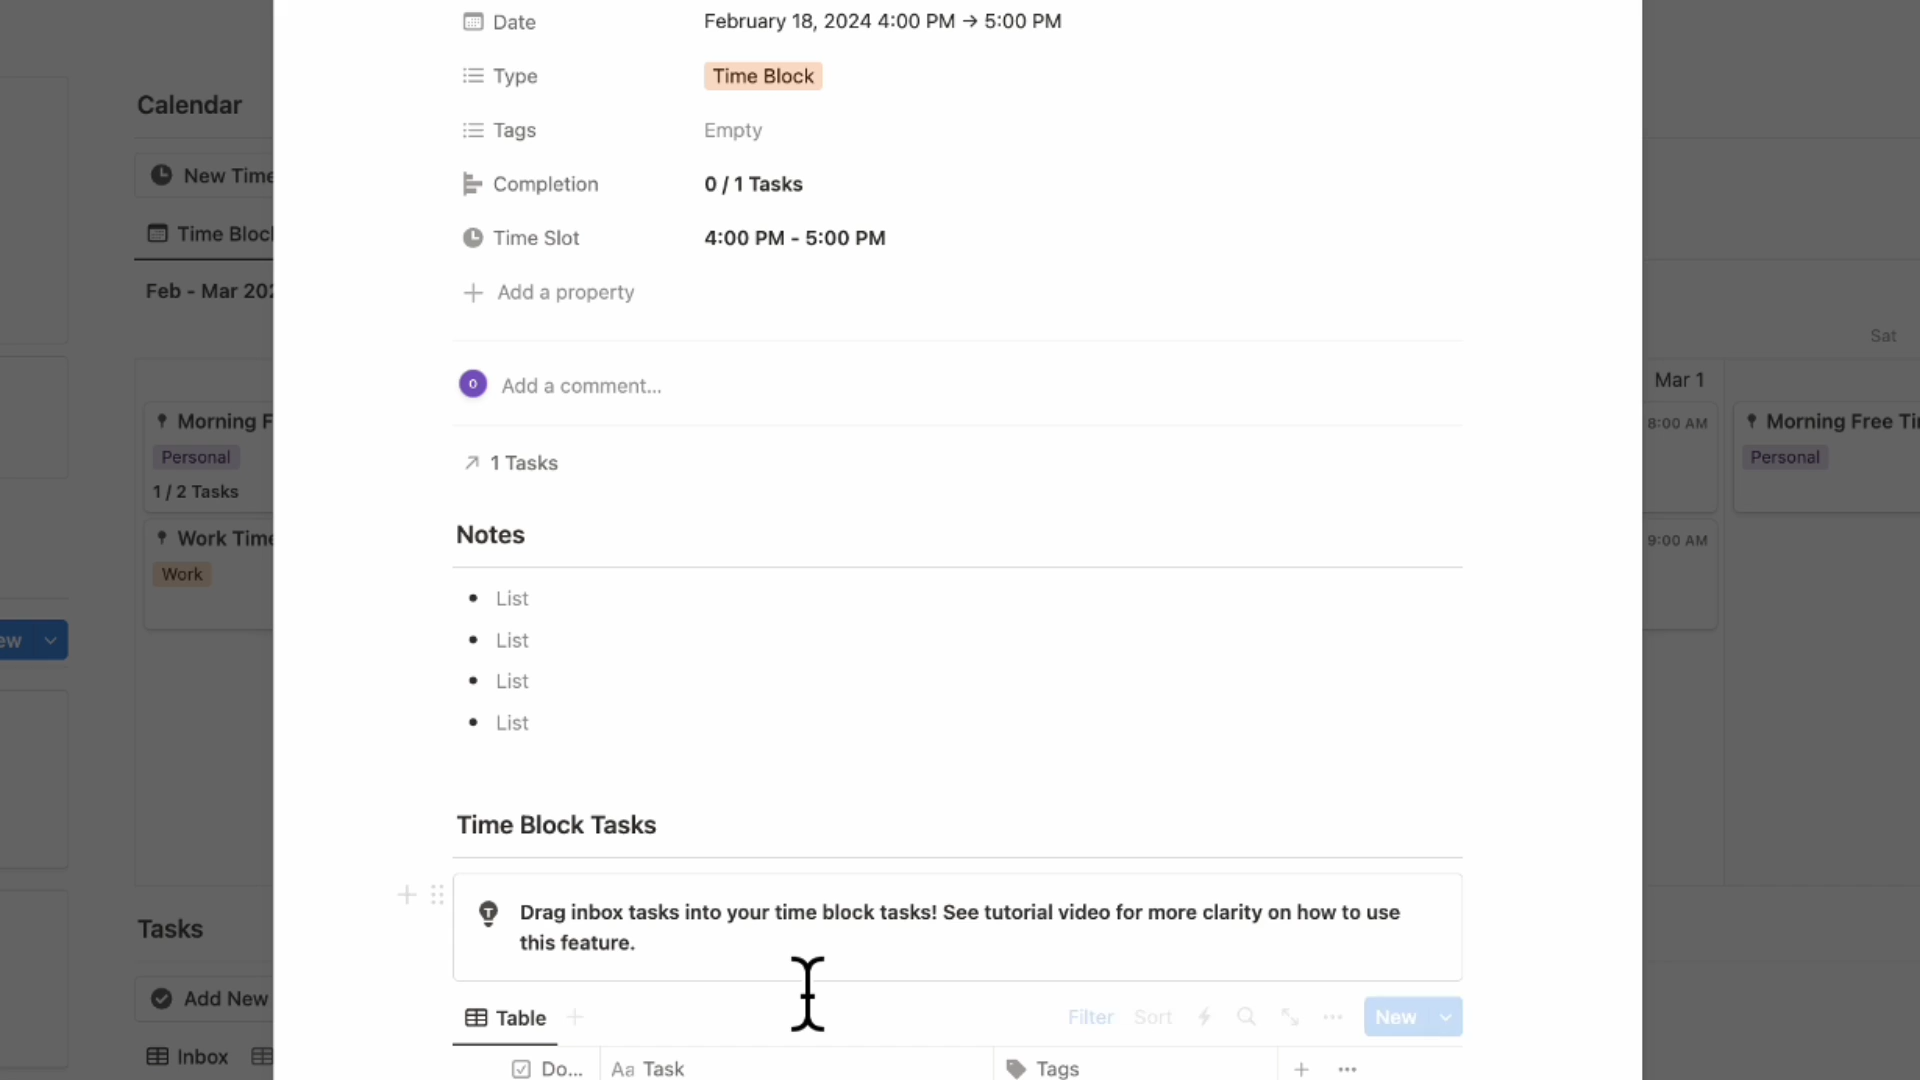 Date
February 18, 2024 4:00 PM → 5:00 PM
Type
Time Block
Calendar
Tags
Empty
New Time
Completion
0 / 1 Tasks
Time Block
Time Slot
4:00 PM - 5:00 PM
Feb - Mar 202
Add a property
Sat
Mar 1
O
Add a comment...
Morning F
8:00 AM
Morning Free Ti
Personal
Personal
1 Tasks
1 / 2 Tasks
Notes
Work Time
9:00 AM
Work
List
List
ew
List
List
Time Block Tasks
Drag inbox tasks into your time block tasks! See tutorial video for more clarity on how to use
this feature.
Tasks
Add New
Table
Filter
Sort
New
Inbox
Do...
Aa Task
Tags